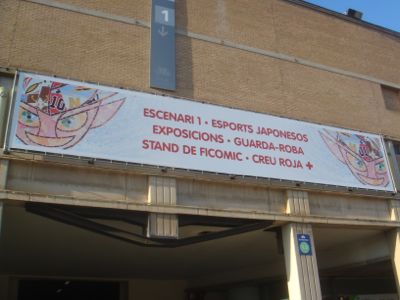 1
ESCENARI 1 · ESPORTS JAPONESOS
EXPOSICIONS · GUARDA-ROBA
STAND DE FICOMIC · CREU ROJA +